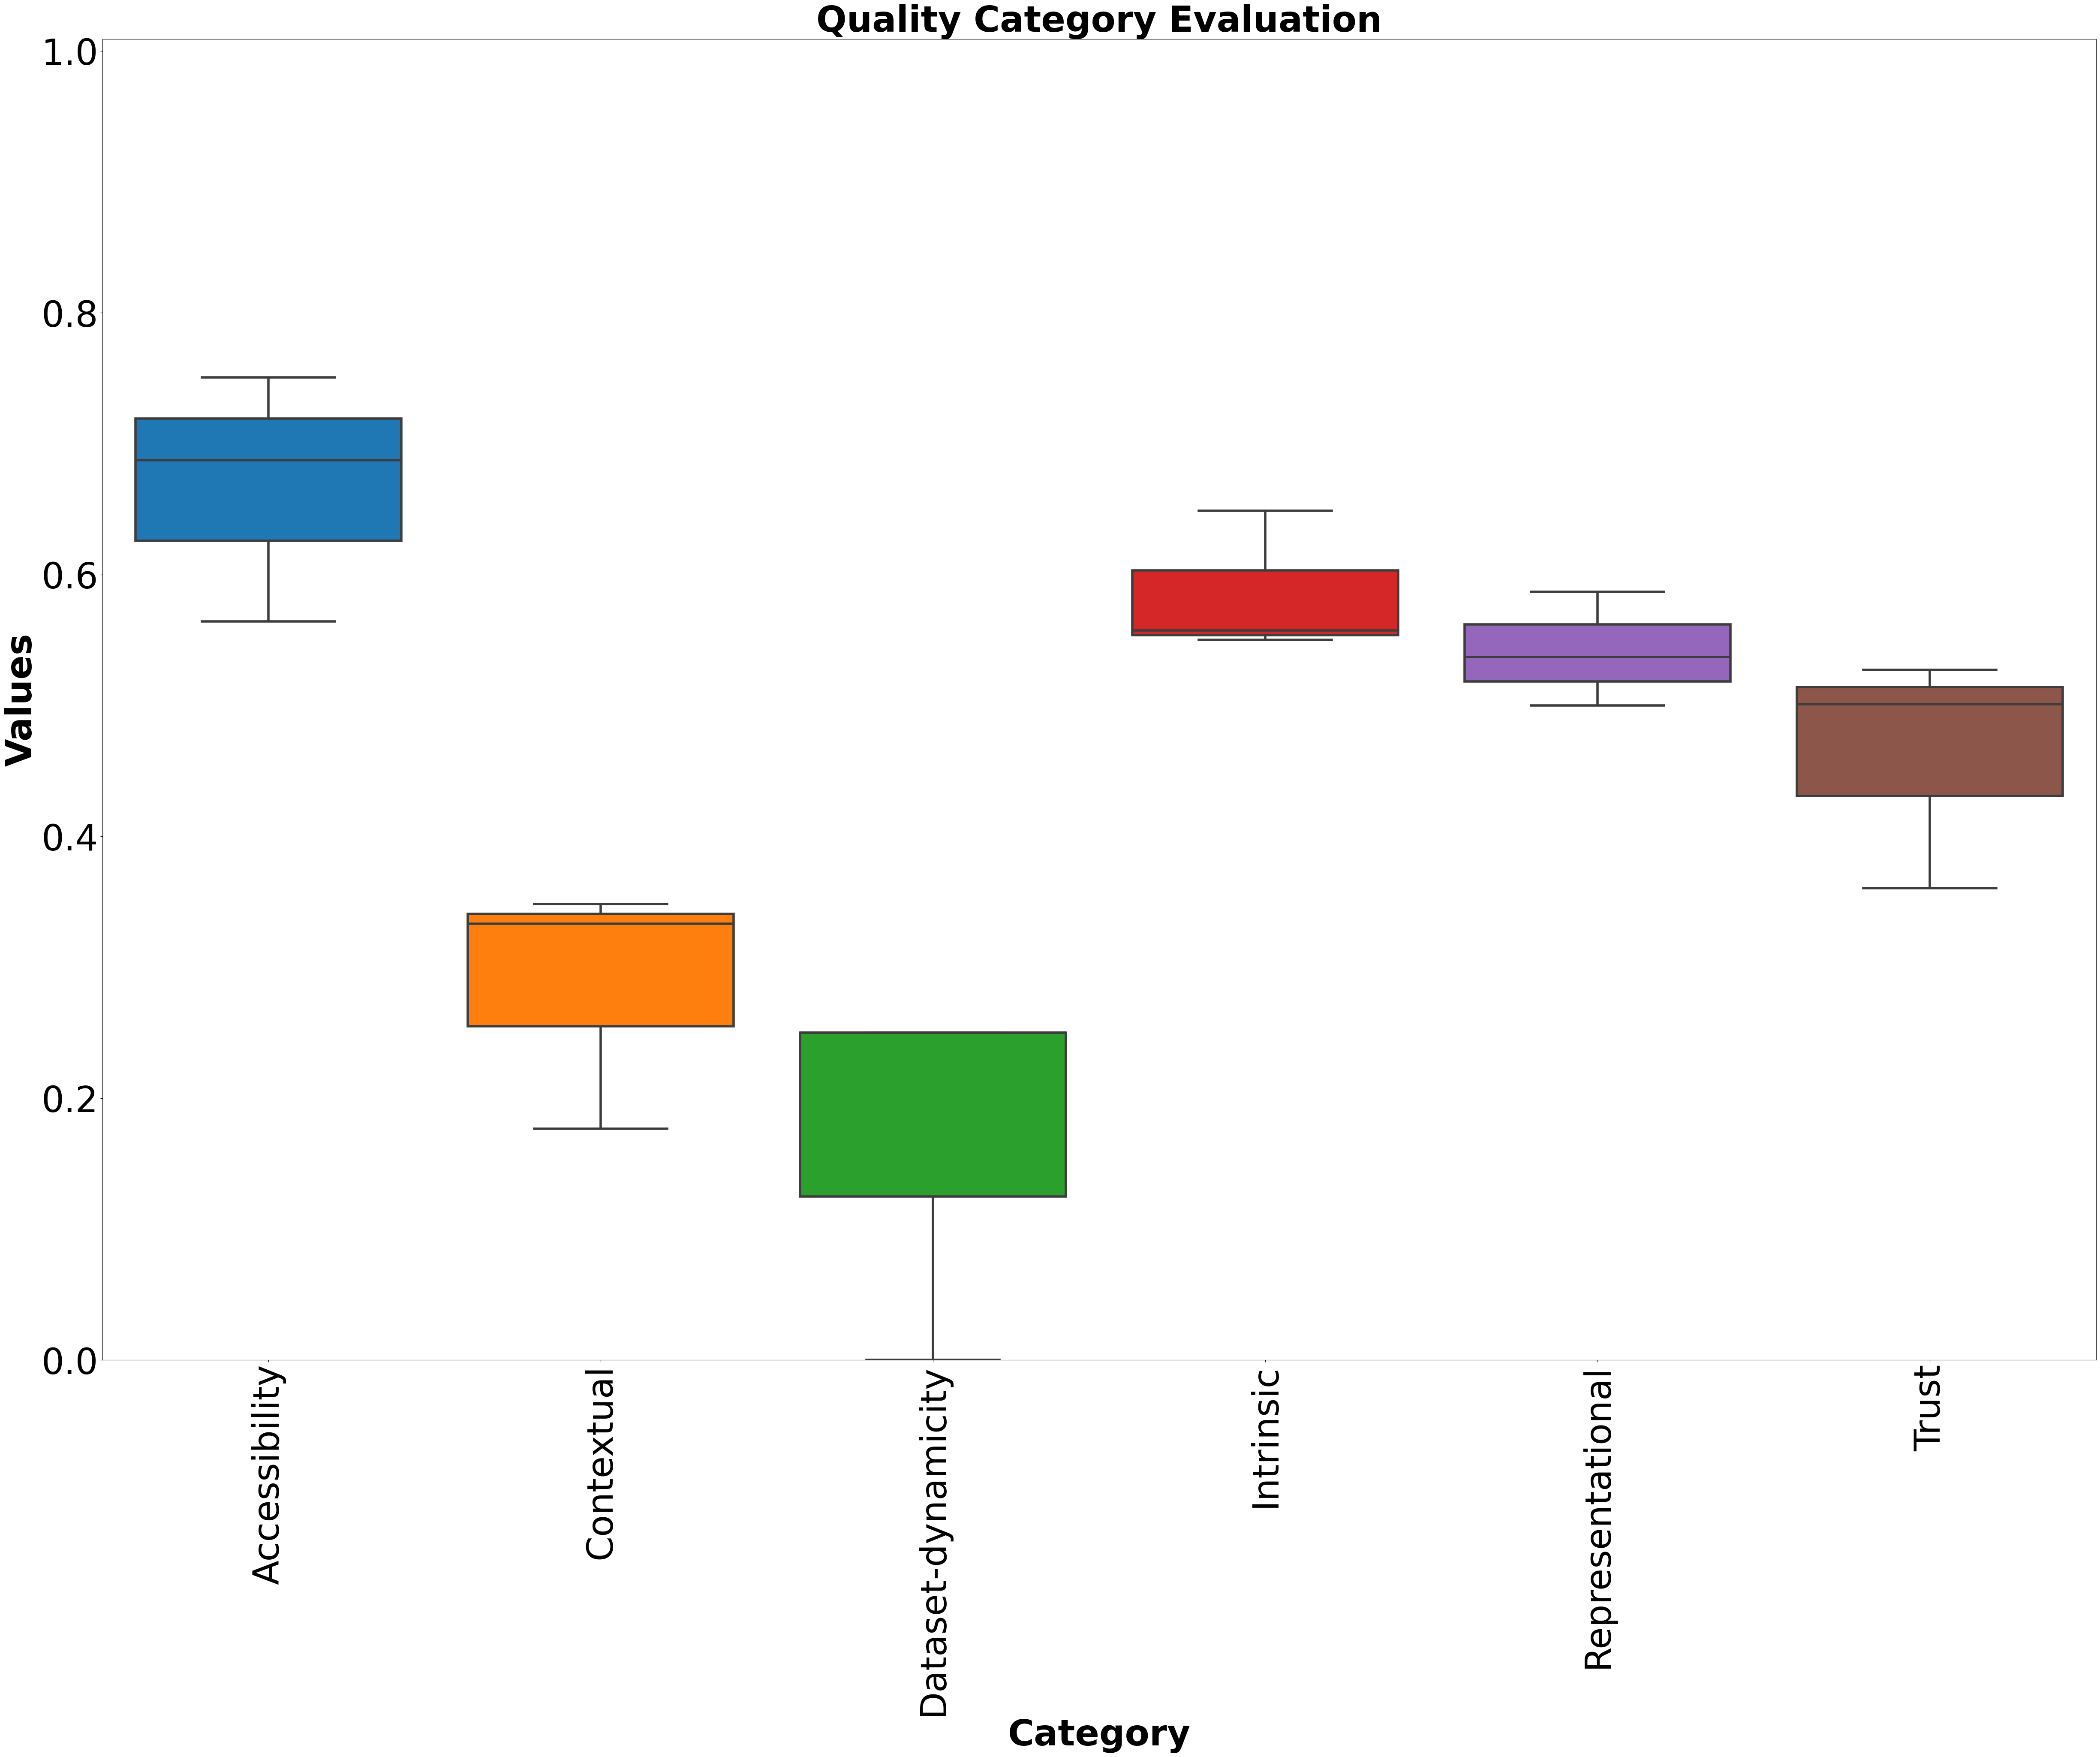 Quality Category Evaluation
1.0
0.8
0.6
0.4
0.2
0.0
Values
Accessibility
Contextual
Dataset-dynamicity
Intrinsic
Representational
Trust
Category